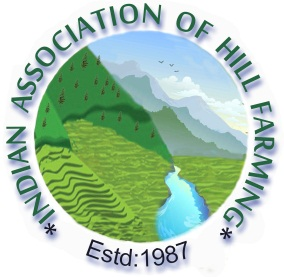 *INDIAN ASSOCIATION OF HILL FARMING*
Estd:1987